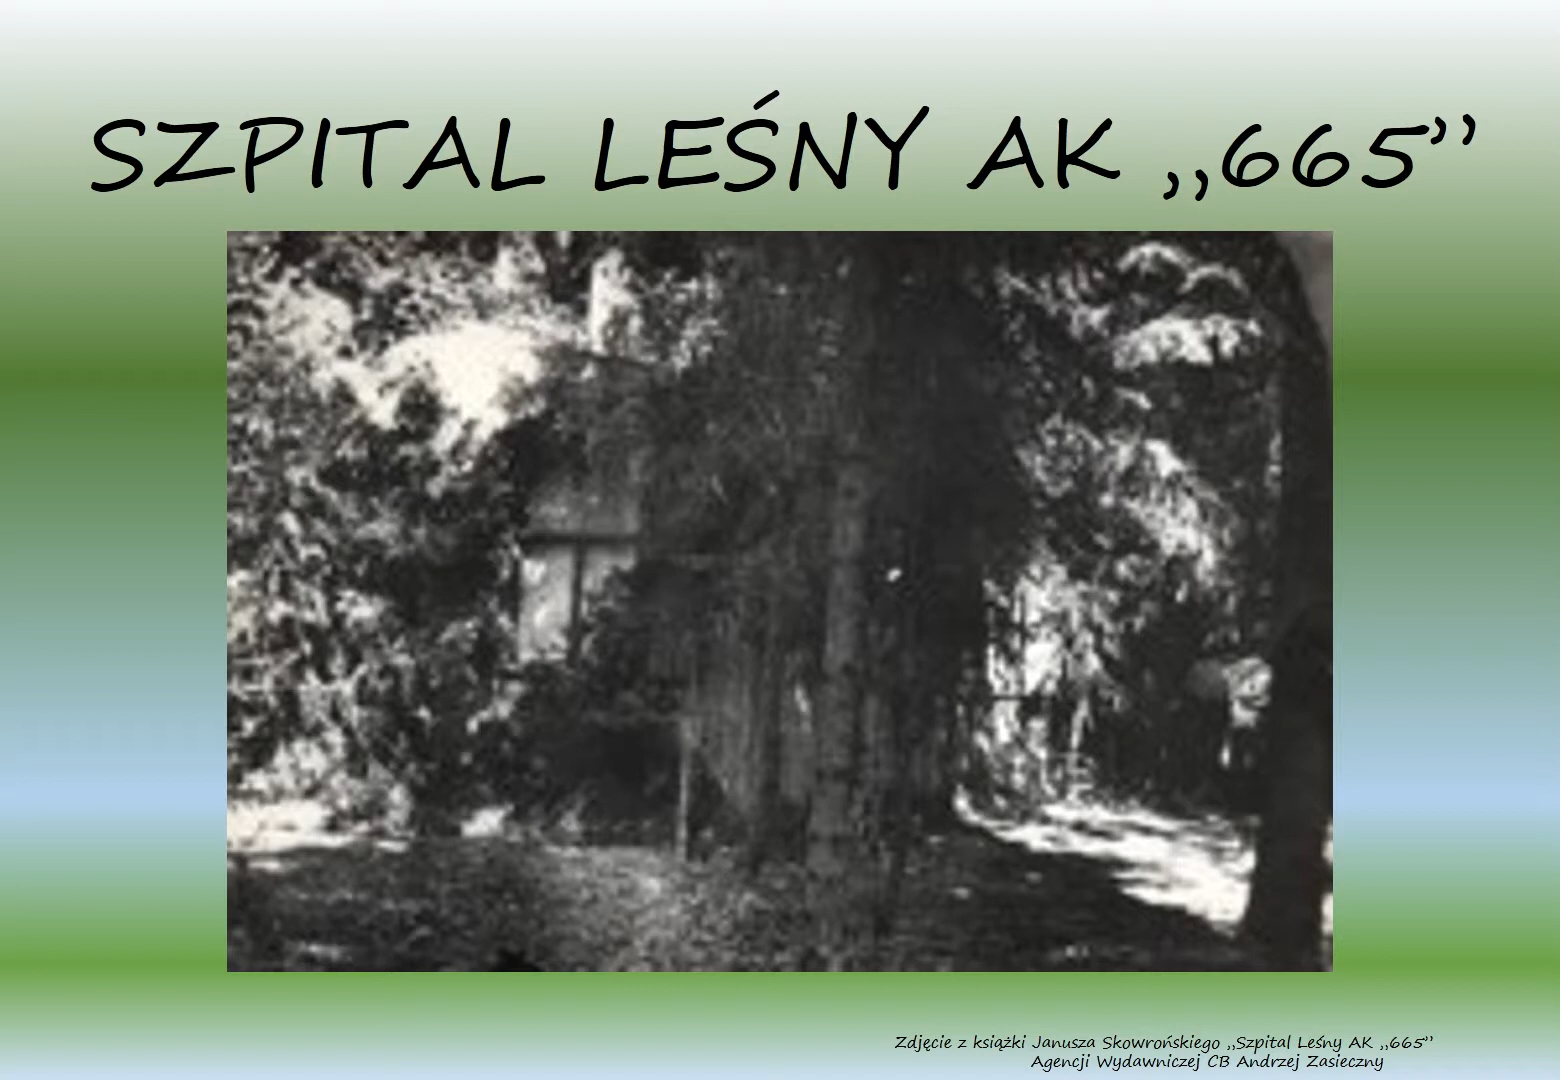 SZPITAL LEŚNY AK ,,665”
Zdjęcie z książki Janusza Skowrońskiego ,,Szpital Leśny AK ,,665”
Agencji Wydawniczej CB Andrzej Zasieczny